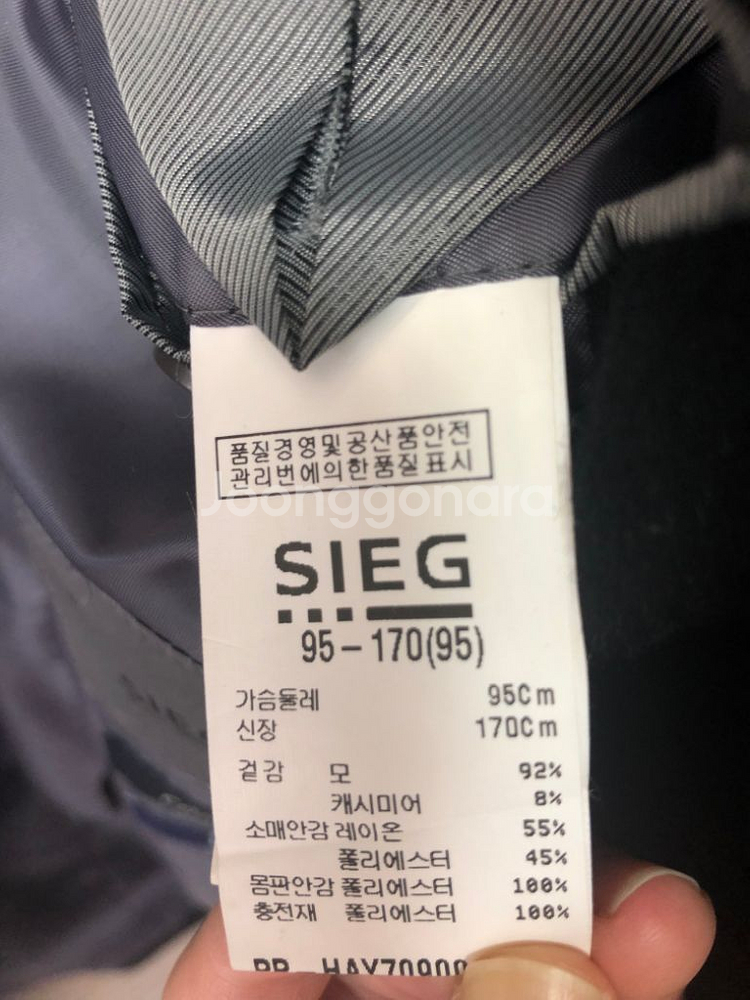 품질경영및공산품안전
관리번에의한품질표시
Joonggonara
SIEG
95-170(95)
가슴둘레 95Cm
신장 170Cm
겉감 모 92%
캐시미어 8%
소매안감 레이온 55%
폴리에스터 45%
몸판안감 폴리에스터 100%
충전재 폴리에스터 100%
SIEG